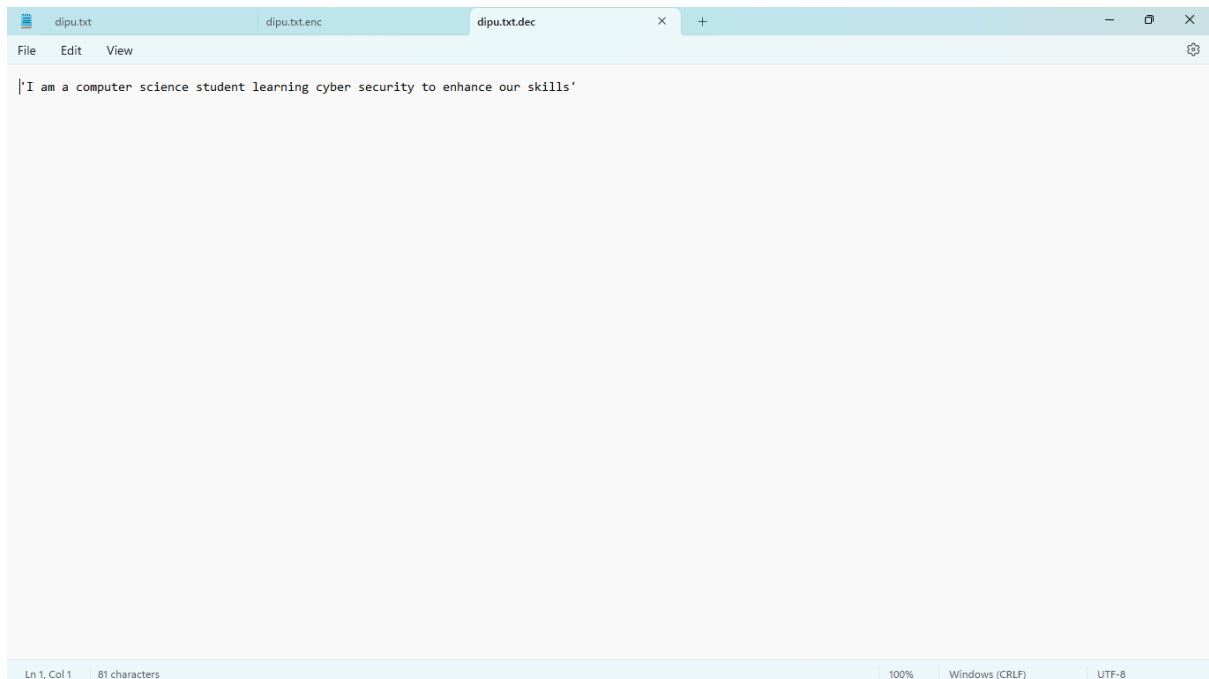 dipu.txt dipu.txt.enc dipu.txt.dec
File Edit View
'I am a computer science student learning cyber security to enhance our skills'
Ln 1, Col 1 81 characters 100% Windows (CRLF) UTF-8